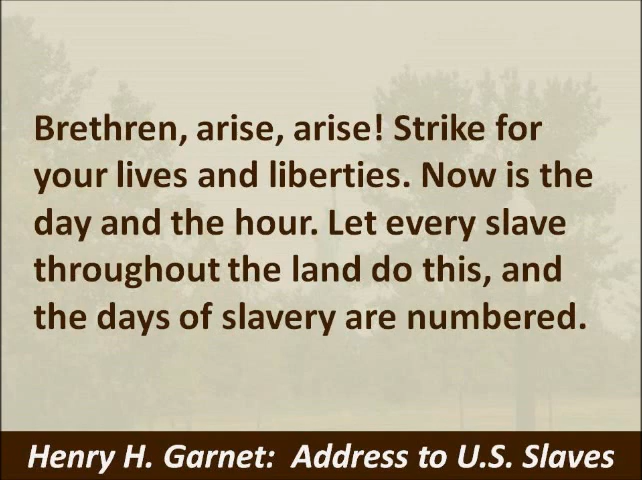 Brethren, arise, arise! Strike for
your lives and liberties. Now is the
day and the hour. Let every slave
throughout the land do this, and
the days of slavery are numbered.
Henry H. Garnet:  Address to U.S. Slaves